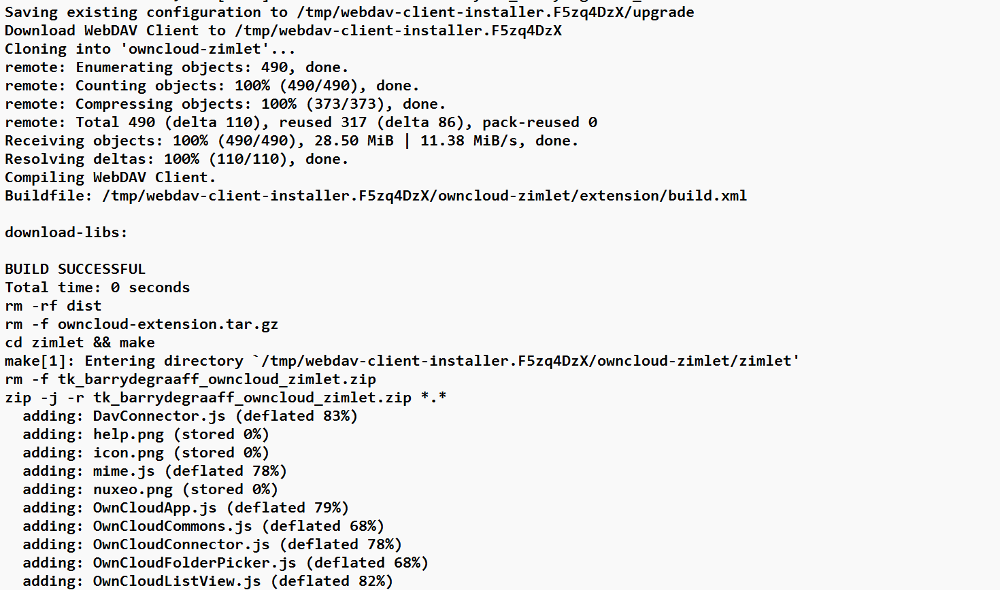 Saving existing configuration to /tmp/webdav-client-installer.F5zq4DzX/upgrade
Download WebDAV Client to /tmp/webdav-client-installer.F5zq4DzX
Cloning into 'owncloud-zimlet'...
remote: Enumerating objects: 490, done.
remote: Counting objects: 100% (490/490), done.
remote: Compressing objects: 100% (373/373), done.
remote: Total 490 (delta 110), reused 317 (delta 86), pack-reused 0
Receiving objects: 100% (490/490), 28.50 MiB | 11.38 MiB/s, done.
Resolving deltas: 100% (110/110), done.
Compiling WebDAV Client.
Buildfile: /tmp/webdav-client-installer.F5zq4DzX/owncloud-zimlet/extension/build.xml
download-libs:
BUILD SUCCESSFUL
Total time: 0 seconds
rm -rf dist
rm -f owncloud-extension.tar.gz
cd zimlet && make
make[1]: Entering directory `/tmp/webdav-client-installer.F5zq4DzX/owncloud-zimlet/zimlet'
rm -f tk_barrydegraaff_owncloud_zimlet.zip
zip -j -r tk_barrydegraaff_owncloud_zimlet.zip *.*
adding: DavConnector.js (deflated 83%)
adding: help.png (stored 0%)
adding: icon.png (stored 0%)
adding: mime.js (deflated 78%)
adding: nuxeo.png (stored 0%)
adding: OwnCloudApp.js (deflated 79%)
adding: OwnCloudCommons.js (deflated 68%)
adding: OwnCloudConnector.js (deflated 78%)
adding: OwnCloudFolderPicker.js (deflated 68%)
adding: OwnCloudListView.js (deflated 82%)